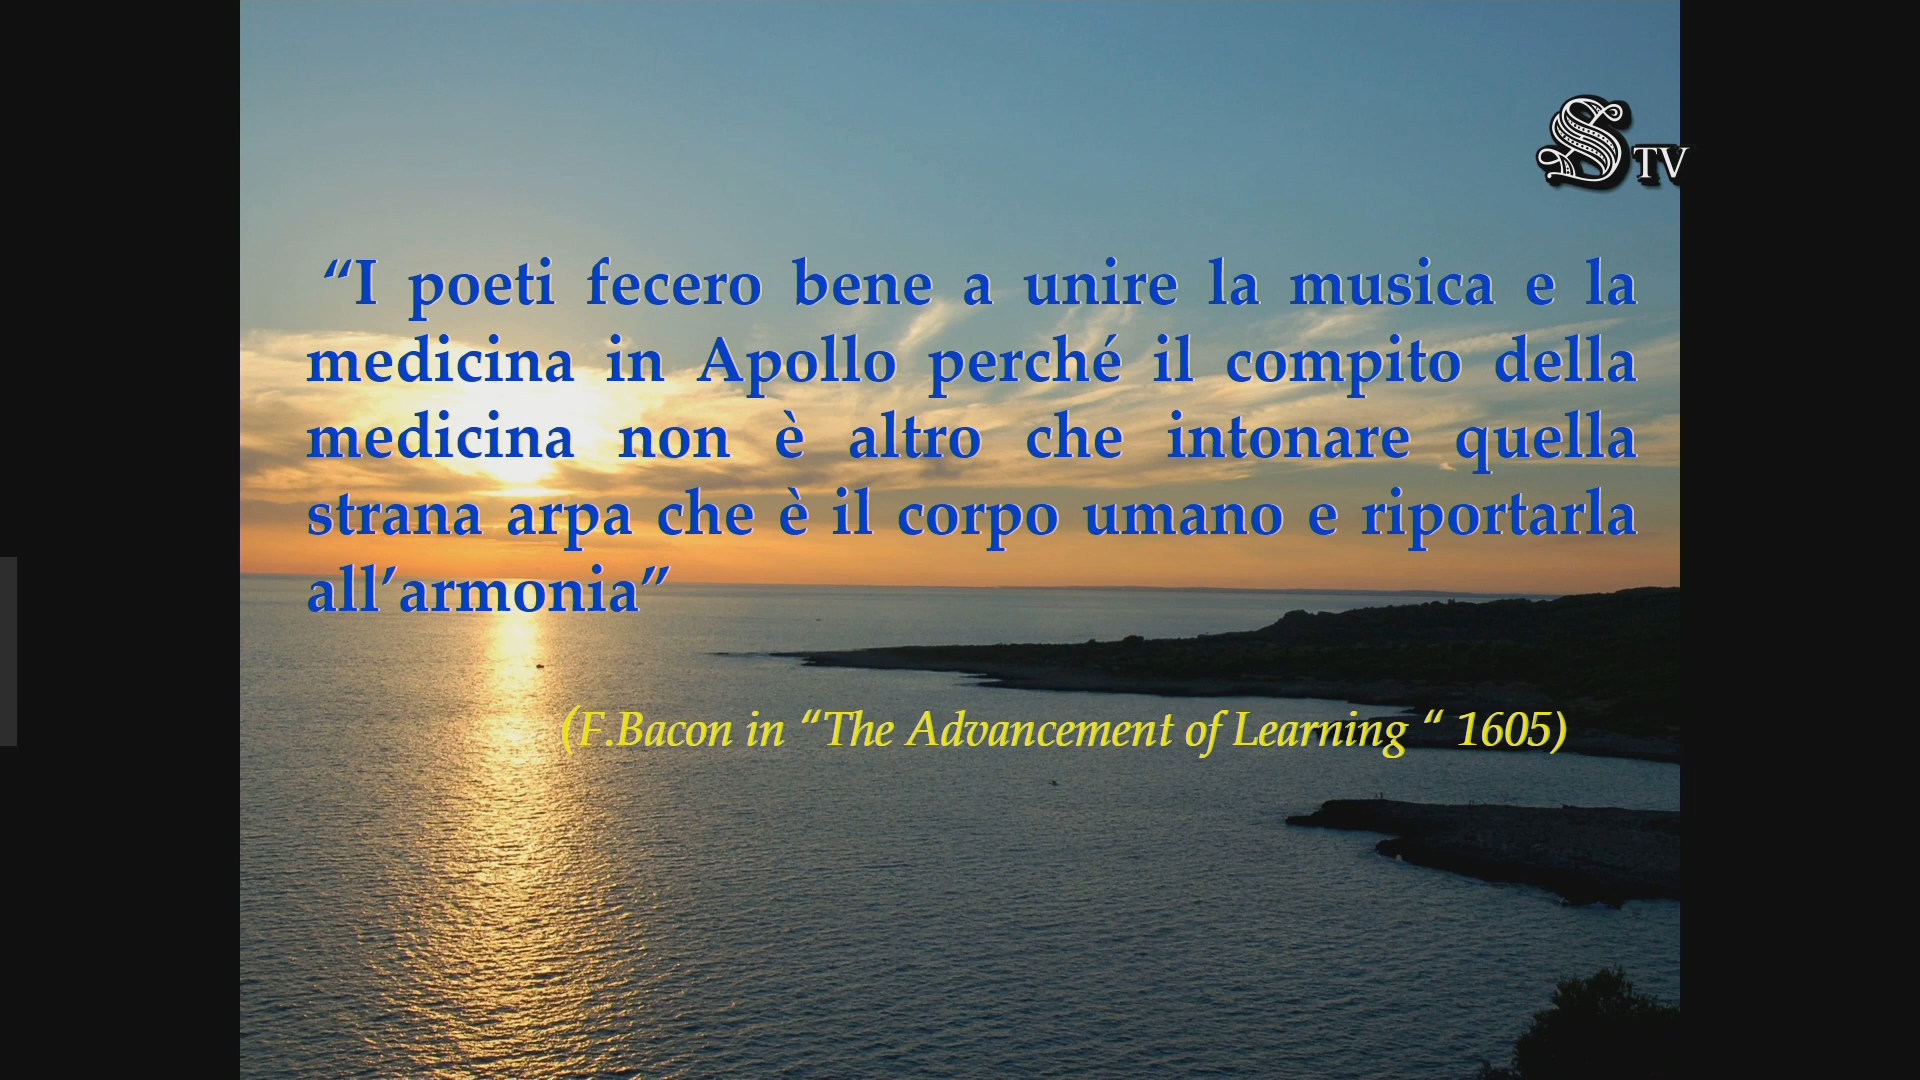 S TV
“I poeti fecero bene a unire la musica e la
medicina in Apollo perché il compito della
medicina non è altro che intonare quella
strana arpa che è il corpo umano e riportarla
all’armonia”
(F.Bacon in “The Advancement of Learning “ 1605)